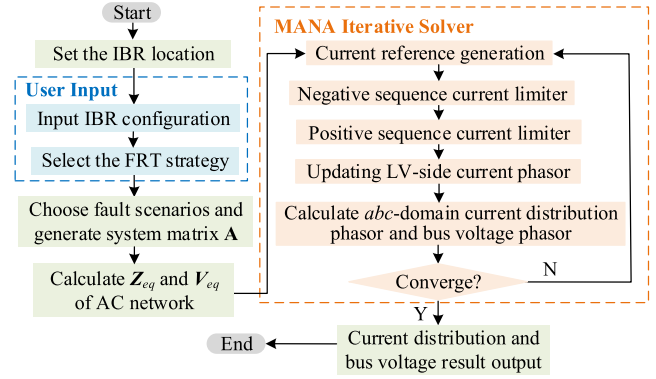 Start
Set the IBR location
User Input
Input IBR configuration
Select the FRT strategy
Choose fault scenarios and
generate system matrix A
Calculate Zeq and Veq
of AC network
MANA Iterative Solver
Current reference generation
Negative sequence current limiter
Positive sequence current limiter
Updating LV-side current phasor
Calculate abc-domain current distribution
phasor and bus voltage phasor
Converge?
N
Y
Current distribution and
bus voltage result output
End